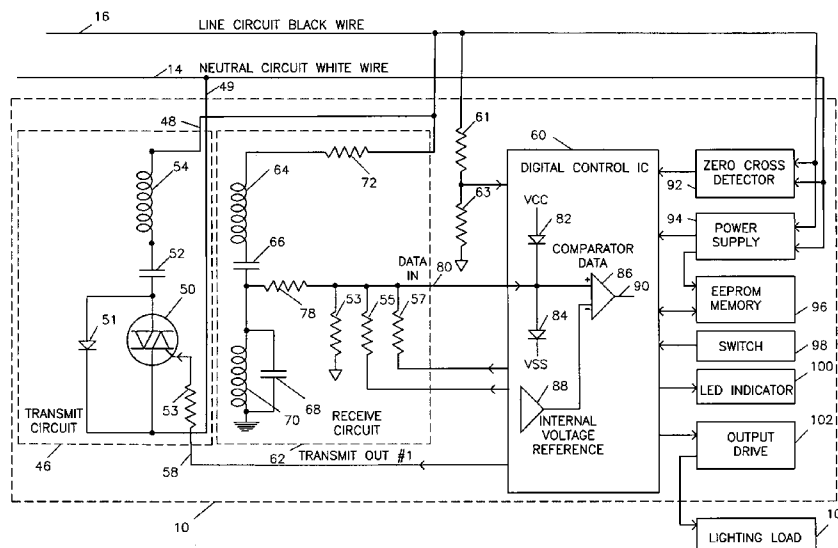 16
LINE CIRCUIT BLACK WIRE
14
NEUTRAL CIRCUIT WHITE WIRE
49
48
54
52
50
51
53
58
TRANSMIT CIRCUIT
46
64
72
66
78
53
55
57
68
70
RECEIVE CIRCUIT
62
TRANSMIT OUT #1
61
63
DATA IN
80
60
DIGITAL CONTROL IC
VCC
82
COMPARATOR DATA
86
90
84
VSS
88
INTERNAL VOLTAGE REFERENCE
ZERO CROSS DETECTOR
92
94
POWER SUPPLY
EEPROM MEMORY
96
SWITCH
98
100
LED INDICATOR
102
OUTPUT DRIVE
10
LIGHTING LOAD